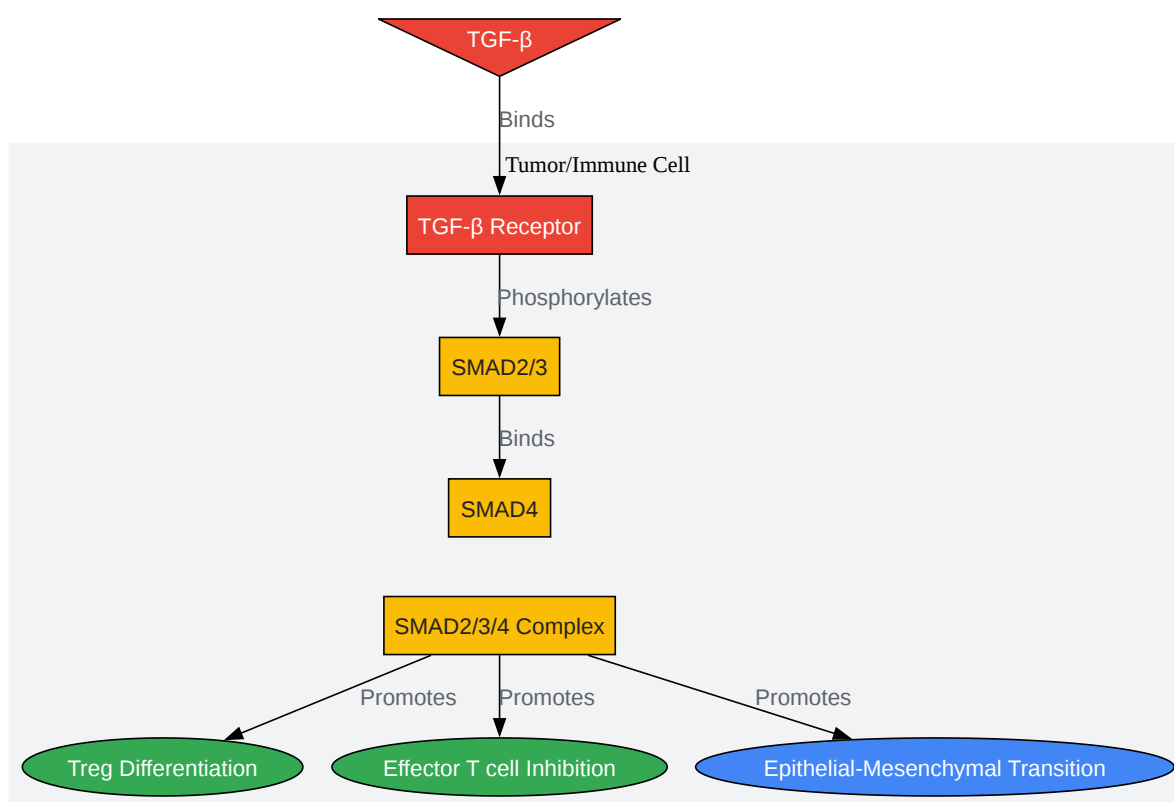 TGF-β
Binds
Tumor/Immune Cell
TGF-β Receptor
Phosphorylates
SMAD2/3
Binds
SMAD4
SMAD2/3/4 Complex
Promotes
Promotes
Promotes
Treg Differentiation
Effector T cell Inhibition
Epithelial-Mesenchymal Transition